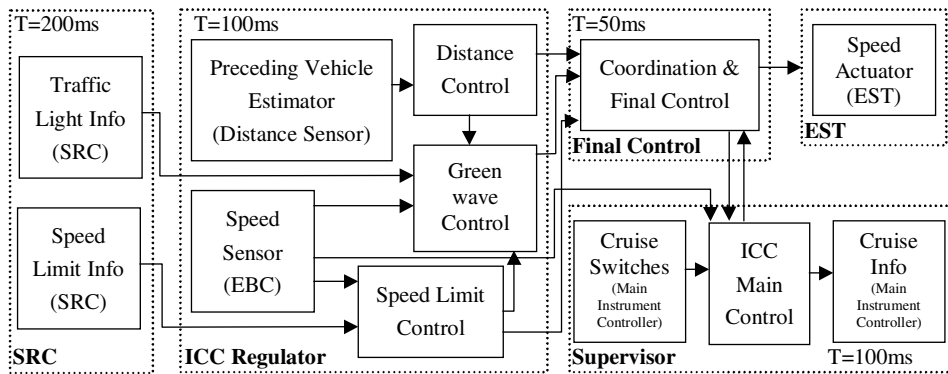 T=200ms
Traffic
Light Info
(SRC)
Speed
Limit Info
(SRC)
SRC
T=100ms
Preceding Vehicle
Estimator
(Distance Sensor)
Distance
Control
Green
wave
Control
Speed
Sensor
(EBC)
Speed Limit
Control
ICC Regulator
T=50ms
Coordination &
Final Control
Final Control
Speed
Actuator
(EST)
EST
Cruise
Switches
(Main
Instrument
Controller)
ICC
Main
Control
Cruise
Info
(Main
Instrument
Controller)
Supervisor
T=100ms